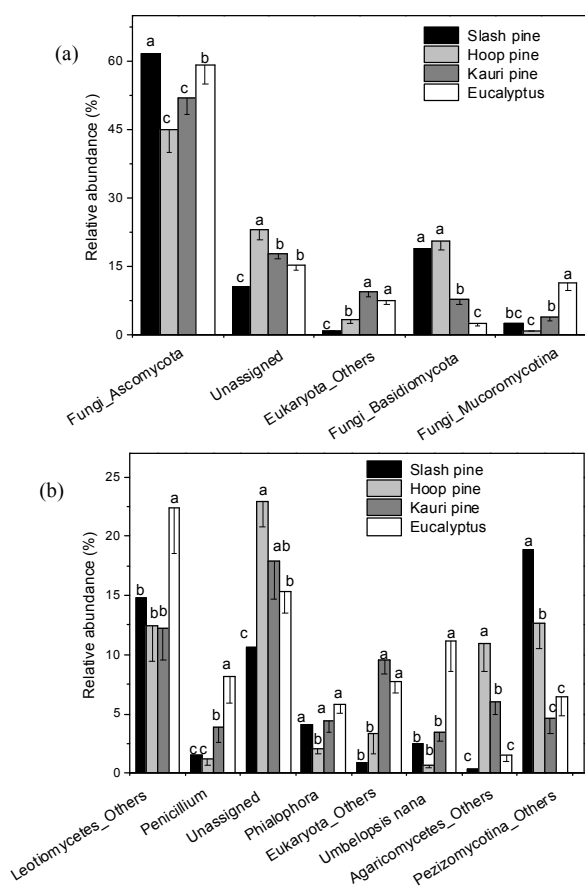 (a)
Slash pine
Hoop pine
Kauri pine
Eucalyptus
Relative abundance (%)
60
45
30
15
0
a c c b
c a b b
c b a a
a a b c
bc c b a
Fungi_Ascomycota
Unassigned
Eukaryota_Others
Fungi_Basidiomycota
Fungi_Mucoromycotina
(b)
Slash pine
Hoop pine
Kauri pine
Eucalyptus
Relative abundance (%)
25
20
15
10
5
0
b b b a
c c b a
c a ab b
a b a a
b b a a
b b b a
c a b c
a b c c
Leotiomycetes_Others
Penicillium
Unassigned
Phialophora
Eukaryota_Others
Umbelopsis nana
Agaricomycetes_Others
Pezizomycotina_Others